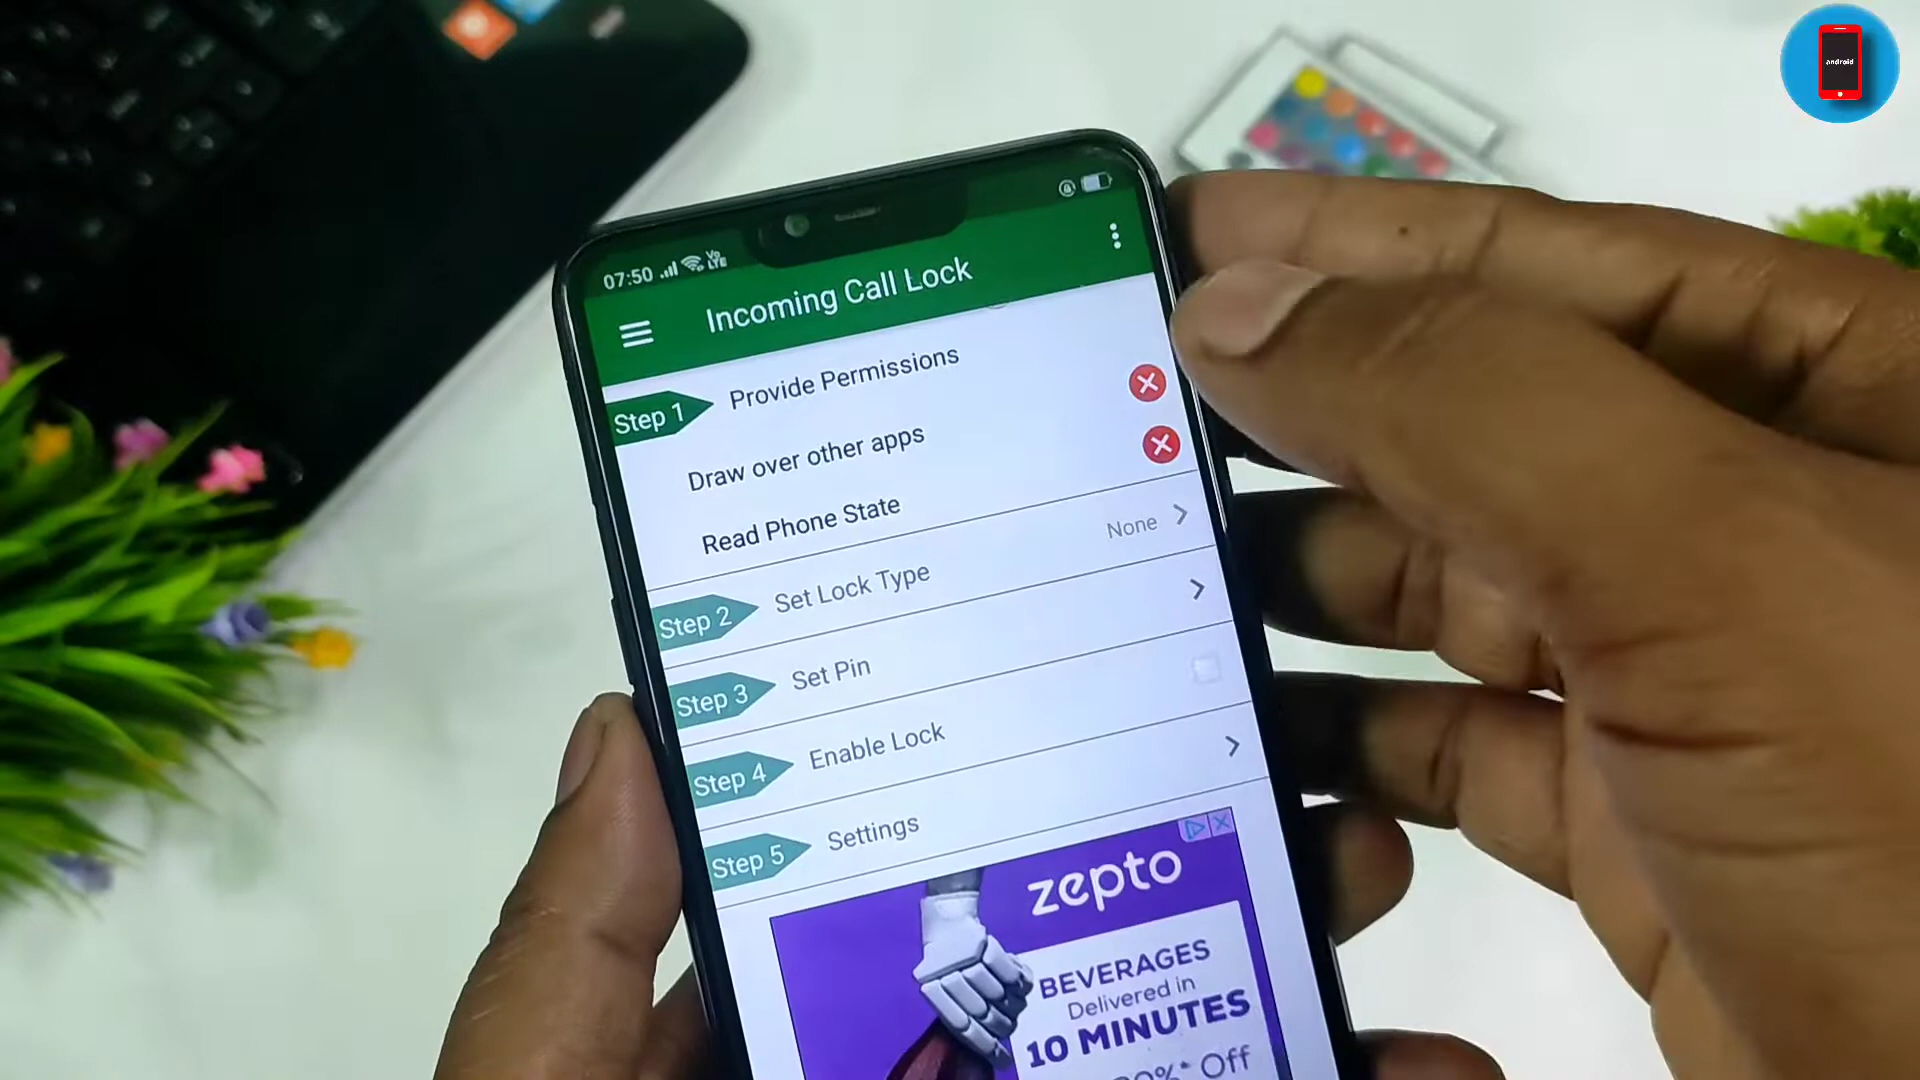 android
07:50 Vo LTE
Incoming Call Lock
Step 1 Provide Permissions
Draw over other apps
Read Phone State
Step 2 Set Lock Type None
Step 3 Set Pin
Step 4 Enable Lock
Step 5 Settings
zepto
BEVERAGES
Delivered in
10 MINUTES
Off